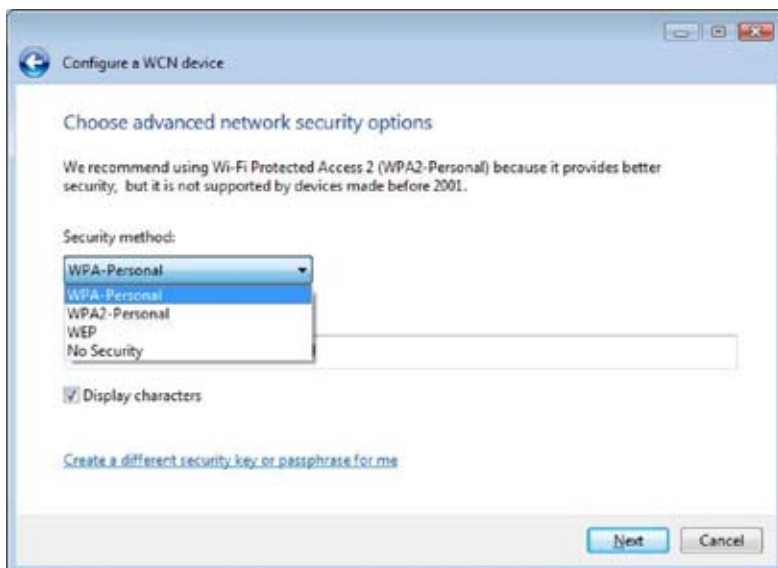 Configure a WCN device
Choose advanced network security options
We recommend using Wi-Fi Protected Access 2 (WPA2-Personal) because it provides better
security, but it is not supported by devices made before 2001.
Security method:
WPA-Personal
WPA-Personal
WPA2-Personal
WEP
No Security
Display characters
Create a different security key or passphrase for me
Next
Cancel